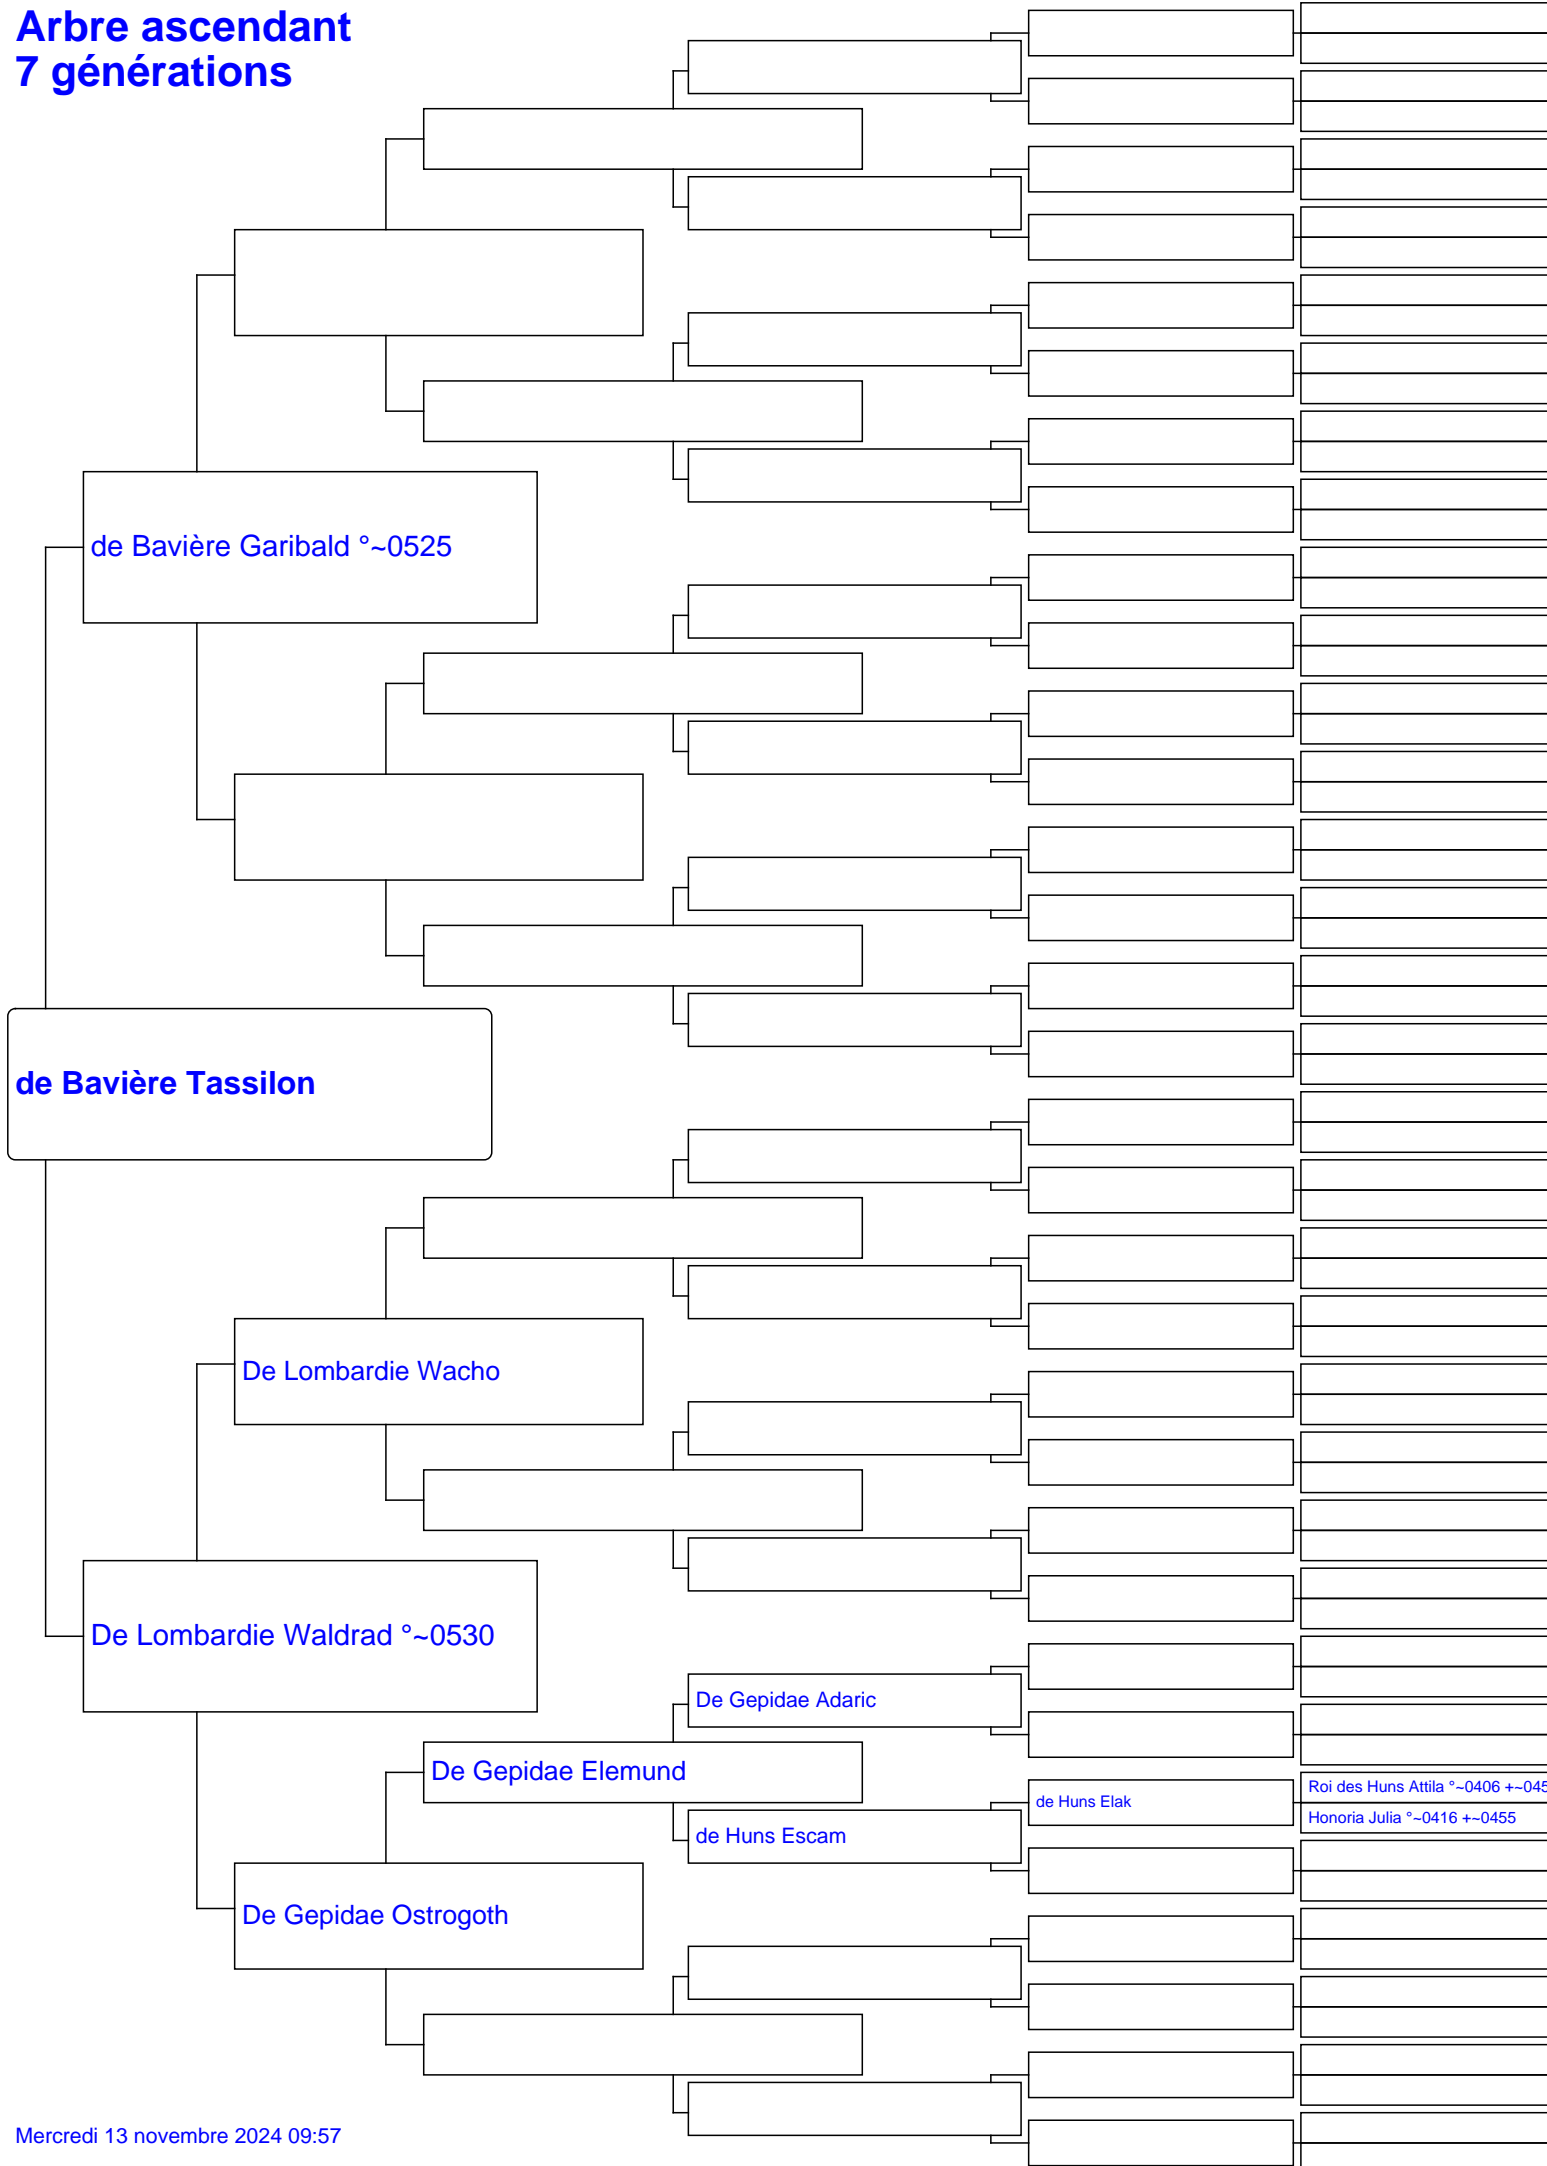 Arbre ascendant
7 générations
de Bavière Garibald °~0525
de Bavière Tassilon
De Lombardie Wacho
De Lombardie Waldrad °~0530
De Gepidae Adaric
De Gepidae Elemund
Roi des Huns Attila °~0406 +~045
de Huns Elak
Honoria Julia °~0416 +~0455
de Huns Escam
De Gepidae Ostrogoth
Mercredi 13 novembre 2024 09:57